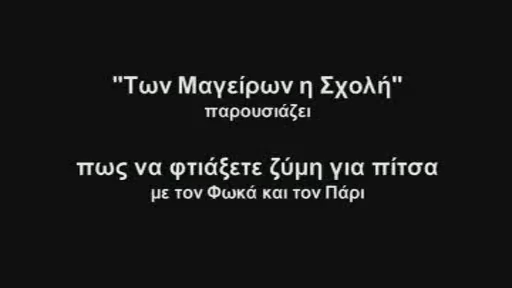 "Των Μαγείρων η Σχολή"
παρουσιάζει
πως να φτιάξετε ζύμη για πίτσα
με τον Φωκά και τον Πάρι